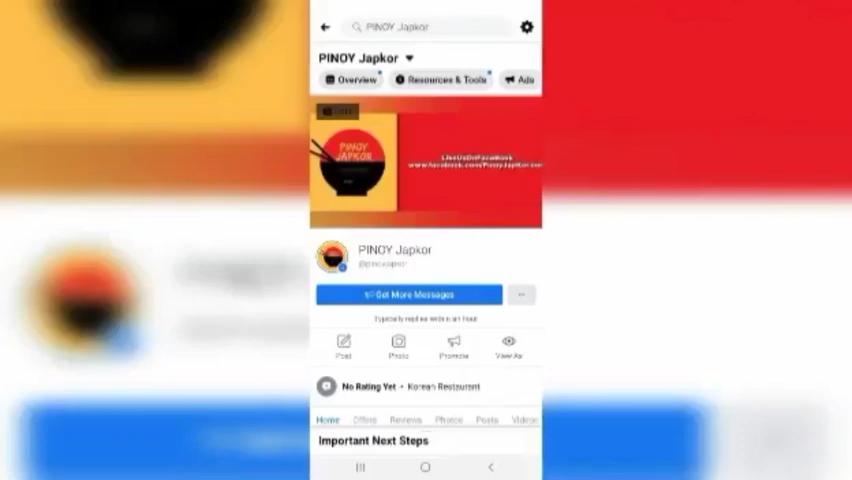 PINOY Japkor
PINOY Japkor
Overview
Resources & Tools
Ads
PINOY
JAPKOR
LikeUsOnFaceBook
PINOY Japkor
@pinoyjapkor
Get More Messages
Typically replies within an hour
Post
Photo
Promote
View As
No Rating Yet • Korean Restaurant
Home
Offers
Reviews
Photos
Posts
Videos
Important Next Steps